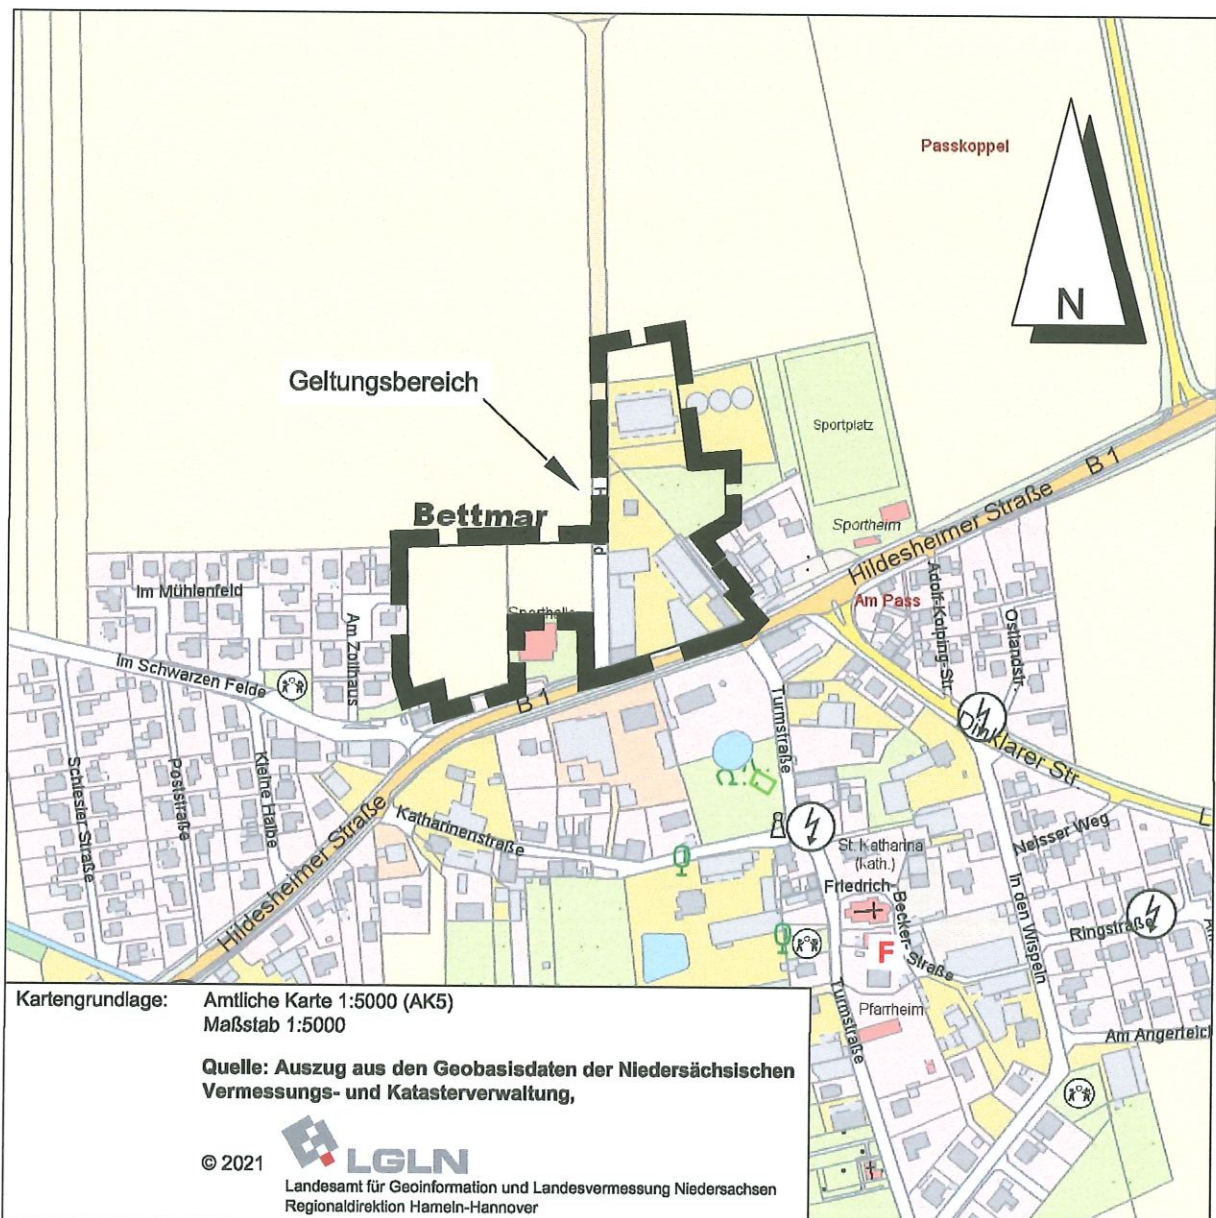 Passkoppel
N
Geltungsbereich
Sportplatz
B 1
Bettmar
Sportheim
Hildesheimer Straße
Im Mühlenfeld
Am Pass
Adolf-Kolping-Str.
Ostlandstr.
Sporthalle
Am Zollhaus
Im Schwarzen Felde
B 1
Turmstraße
Dinklarer Str.
Schlesier Straße
Poststraße
Kleine Haibe
Hildesheimer Straße
Katharinenstraße
L
St. Katharina
(kath.)
Neisser Weg
Friedrich-
Becker-Straße
In den Wispeln
Ringstraße
F
Pfarrheim
Turmstraße
Am Angerteich
Kartengrundlage:
Amtliche Karte 1:5000 (AK5)
Maßstab 1:5000
Quelle: Auszug aus den Geobasisdaten der Niedersächsischen
Vermessungs- und Katasterverwaltung,
© 2021
LGLN
Landesamt für Geoinformation und Landesvermessung Niedersachsen
Regionaldirektion Hameln-Hannover